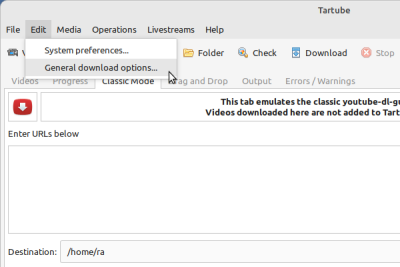 Tartube
File Edit Media Operations Livestreams Help
System preferences...
General download options...
Folder Check Download Stop
Videos Progress Classic Mode Drag and Drop Output Errors / Warnings
This tab emulates the classic youtube-dl-gu
Videos downloaded here are not added to Tart
Enter URLs below
Destination: /home/ra